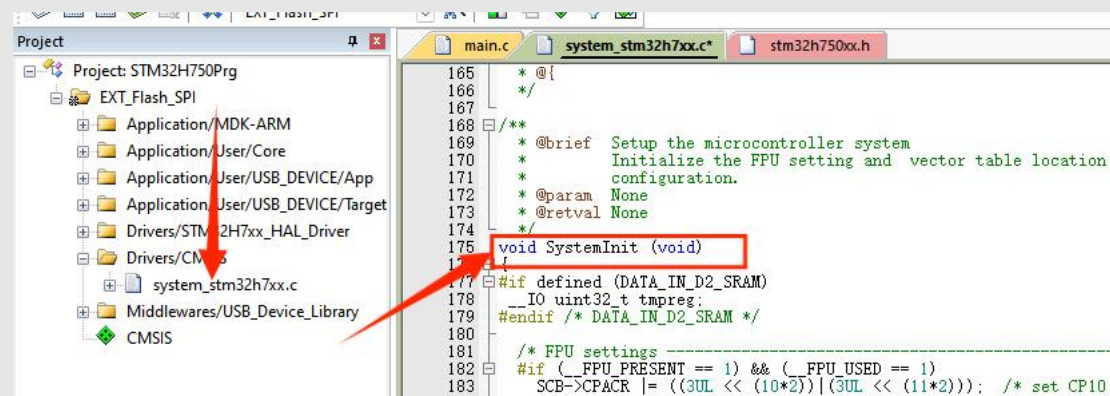 EXT_Flash_SPI
Project
main.c
system_stm32h7xx.c*
stm32h750xx.h
Project: STM32H750Prg
EXT_Flash_SPI
Application/MDK-ARM
Application/User/Core
Application/User/USB_DEVICE/App
Application/User/USB_DEVICE/Target
Drivers/STM32H7xx_HAL_Driver
Drivers/CMSIS
system_stm32h7xx.c
Middlewares/USB_Device_Library
CMSIS
165 * @{
166 */
167
168 /**
169 * @brief Setup the microcontroller system
170 * Initialize the FPU setting and vector table location
171 * configuration.
172 * @param None
173 * @retval None
174 */
175 void SystemInit (void)
176 {
177 #if defined (DATA_IN_D2_SRAM)
178 __IO uint32_t tmpreg;
179 #endif /* DATA_IN_D2_SRAM */
180
181 /* FPU settings ---------------------------------------------------
182 #if (__FPU_PRESENT == 1) && (__FPU_USED == 1)
183 SCB->CPACR |= ((3UL << (10*2))|(3UL << (11*2))); /* set CP10